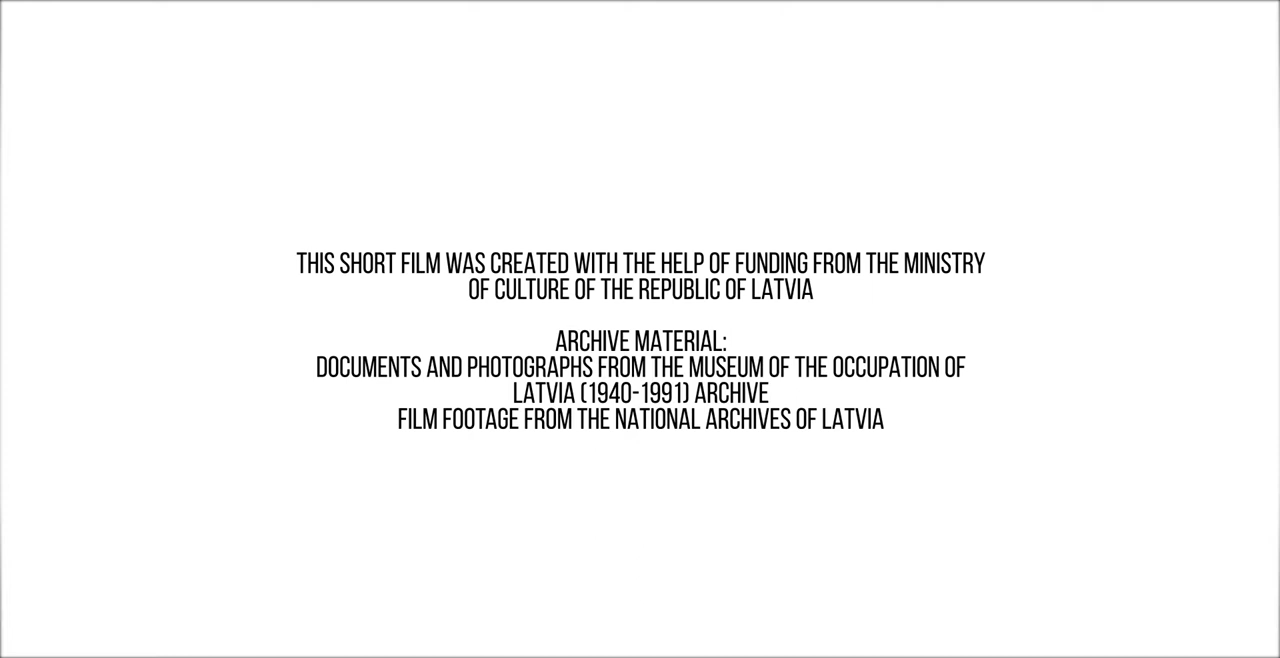 THIS SHORT FILM WAS CREATED WITH THE HELP OF FUNDING FROM THE MINISTRY
OF CULTURE OF THE REPUBLIC OF LATVIA
ARCHIVE MATERIAL:
DOCUMENTS AND PHOTOGRAPHS FROM THE MUSEUM OF THE OCCUPATION OF
LATVIA (1940-1991) ARCHIVE
FILM FOOTAGE FROM THE NATIONAL ARCHIVES OF LATVIA